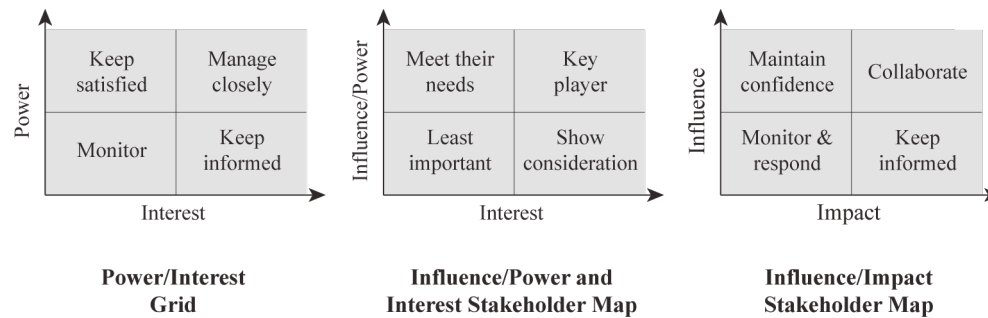 Power
Keep
satisfied
Manage
closely
Monitor
Keep
informed
Interest
Power/Interest
Grid
Influence/Power
Meet their
needs
Key
player
Least
important
Show
consideration
Interest
Influence/Power and
Interest Stakeholder Map
Influence
Maintain
confidence
Collaborate
Monitor &
respond
Keep
informed
Impact
Influence/Impact
Stakeholder Map